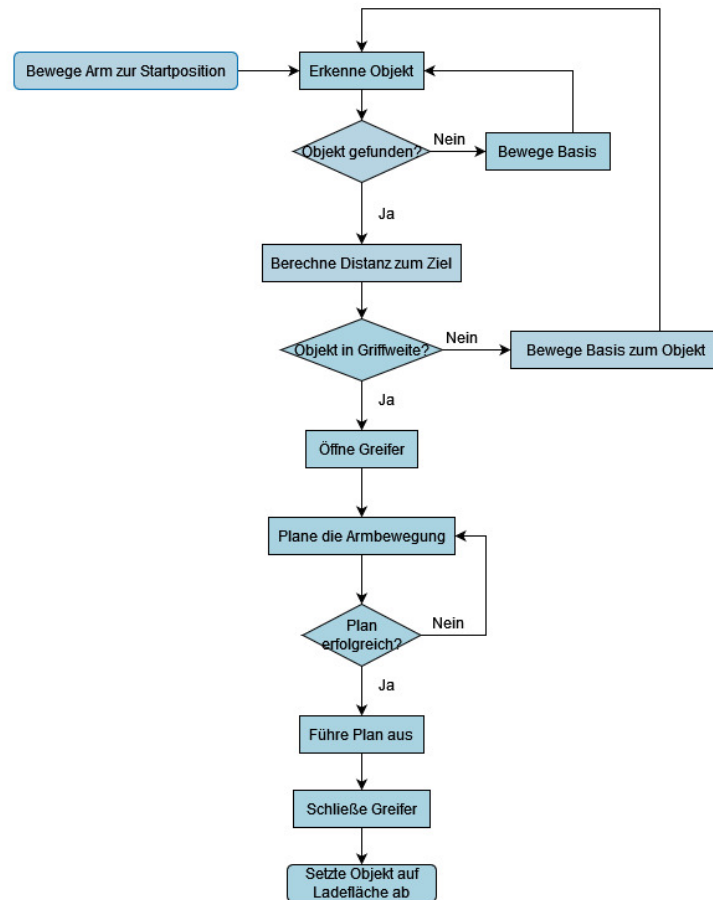 Bewege Arm zur Startposition
Erkenne Objekt
Objekt gefunden?
Nein
Bewege Basis
Ja
Berechne Distanz zum Ziel
Objekt in Griffweite?
Nein
Bewege Basis zum Objekt
Ja
Öffne Greifer
Plane die Armbewegung
Plan
erfolgreich?
Nein
Ja
Führe Plan aus
Schließe Greifer
Setzte Objekt auf
Ladefläche ab